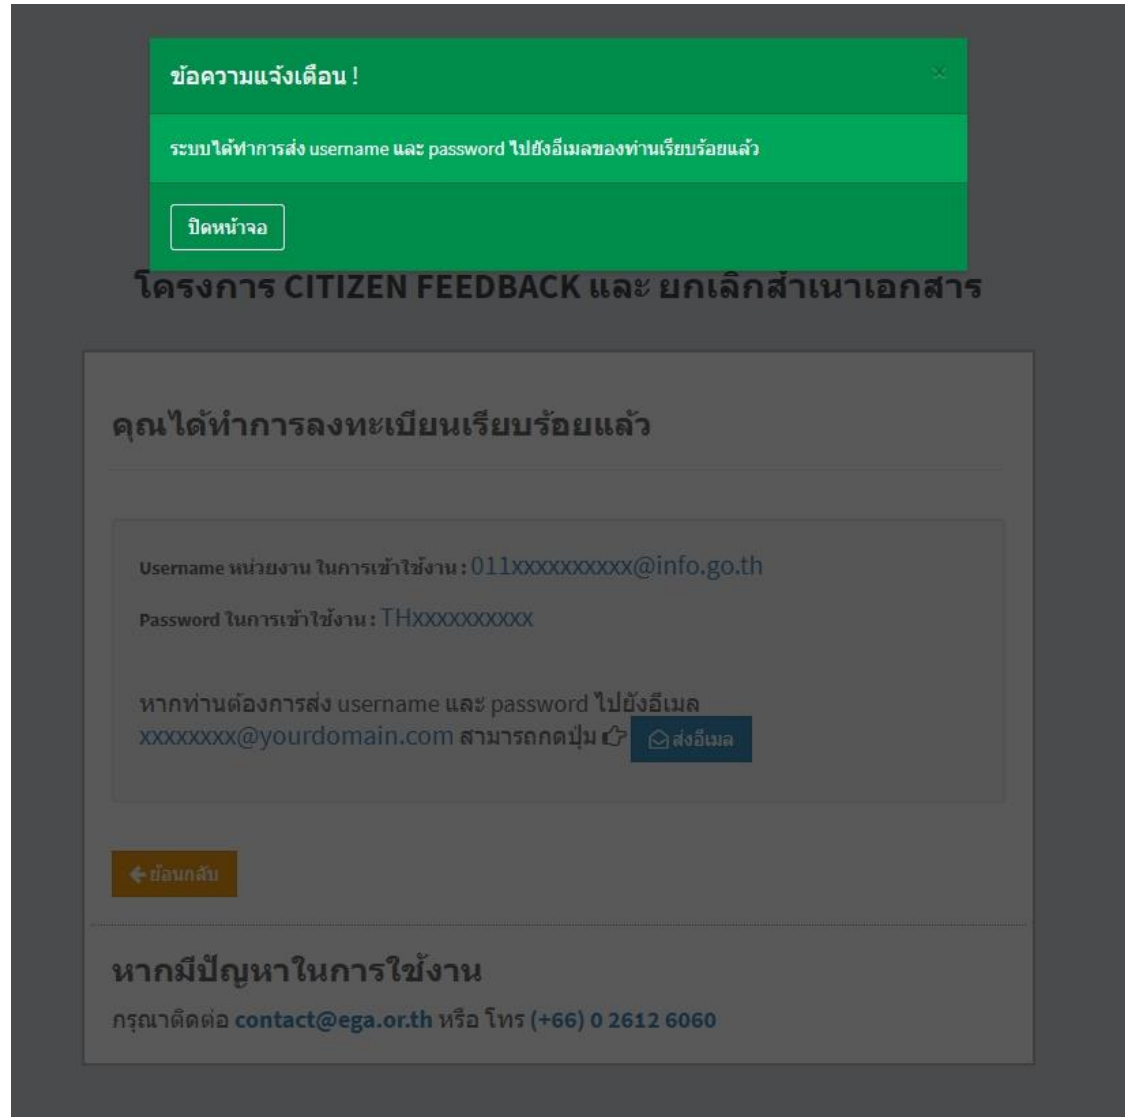 ข้อความแจ้งเตือน !
×
ระบบได้ทำการส่ง username และ password ไปยังอีเมลของท่านเรียบร้อยแล้ว
ปิดหน้าจอ
โครงการ CITIZEN FEEDBACK และ ยกเลิกสำเนาเอกสาร
คุณได้ทำการลงทะเบียนเรียบร้อยแล้ว
Username หน่วยงาน ในการเข้าใช้งาน : 011xxxxxxxxxx@info.go.th
Password ในการเข้าใช้งาน : THxxxxxxxxxx
หากท่านต้องการส่ง username และ password ไปยังอีเมล
xxxxxxxx@yourdomain.com สามารถกดปุ่ม ส่งอีเมล
ย้อนกลับ
หากมีปัญหาในการใช้งาน
กรุณาติดต่อ contact@ega.or.th หรือ โทร (+66) 0 2612 6060